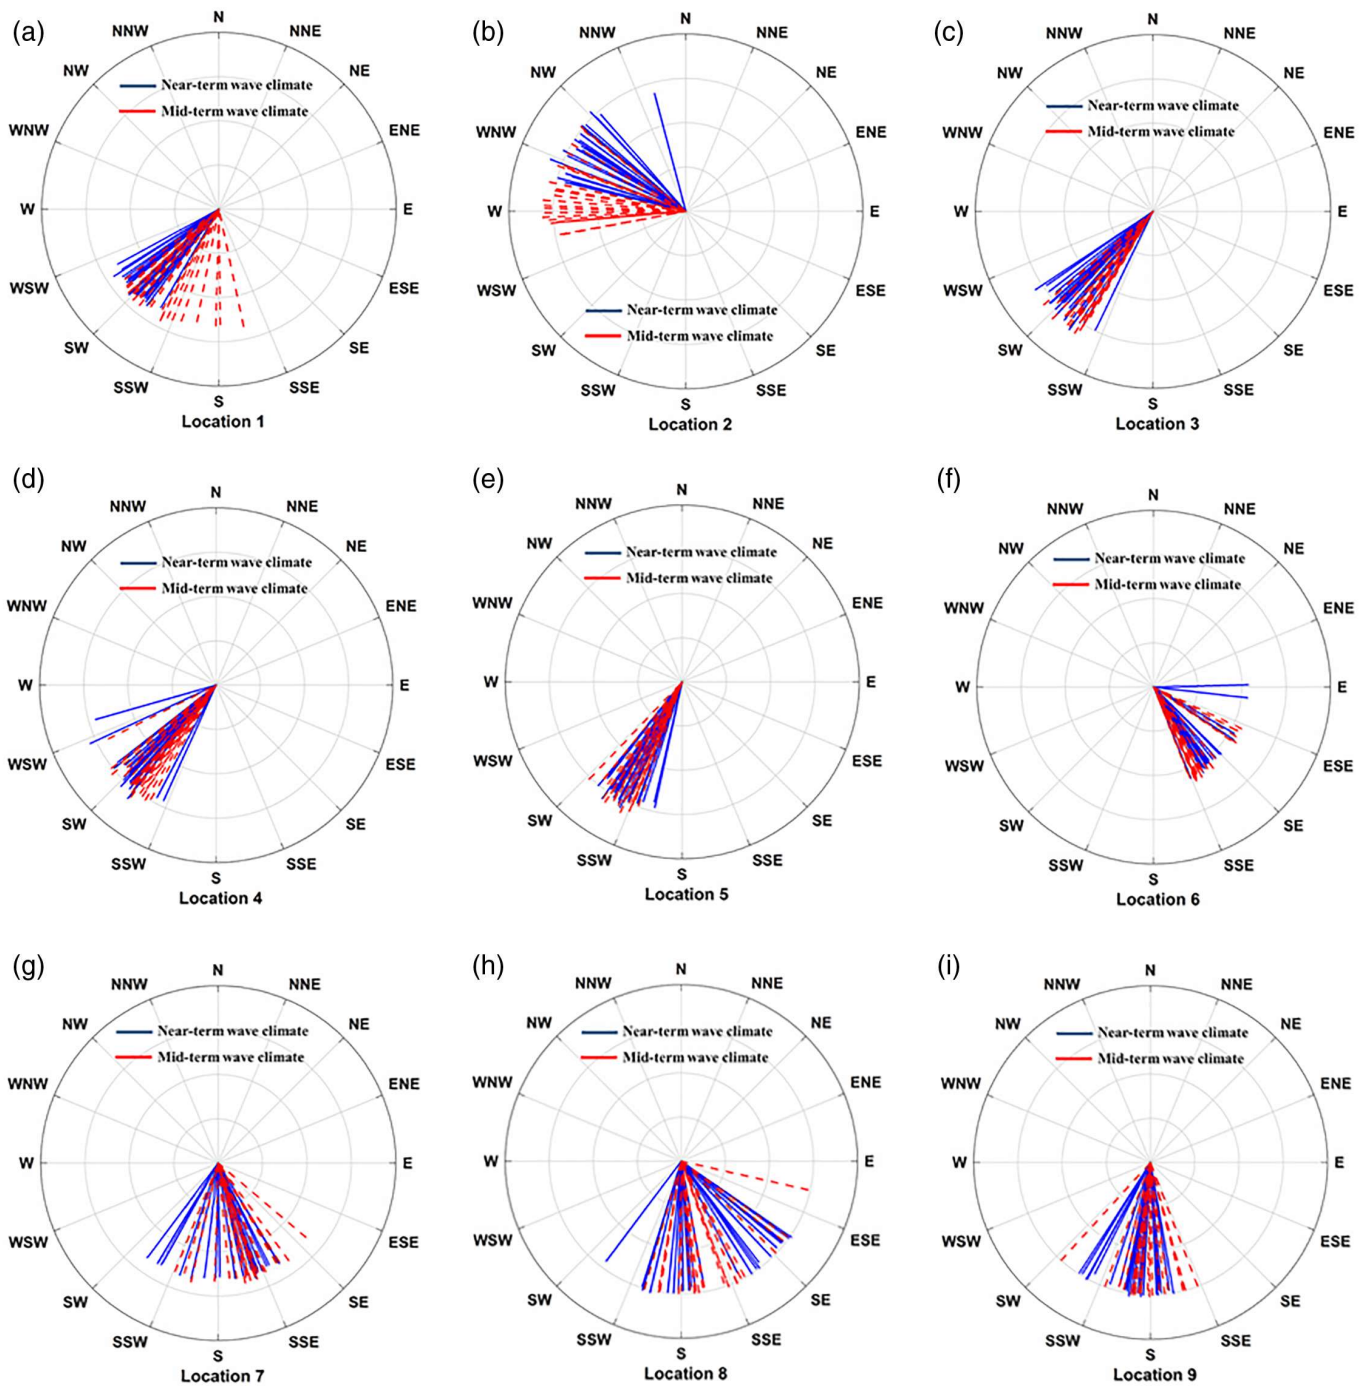 (a)
N
NNW
NNE
NW
NE
Near-term wave climate
Mid-term wave climate
WNW
ENE
W
E
WSW
ESE
SW
SE
SSW
SSE
S
Location 1
(b)
N
NNW
NNE
NW
NE
WNW
ENE
W
E
WSW
ESE
Near-term wave climate
Mid-term wave climate
SW
SE
SSW
SSE
S
Location 2
(c)
N
NNW
NNE
NW
NE
Near-term wave climate
Mid-term wave climate
WNW
ENE
W
E
WSW
ESE
SW
SE
SSW
SSE
S
Location 3
(d)
N
NNW
NNE
NW
NE
Near-term wave climate
Mid-term wave climate
WNW
ENE
W
E
WSW
ESE
SW
SE
SSW
SSE
S
Location 4
(e)
N
NNW
NNE
NW
NE
Near-term wave climate
Mid-term wave climate
WNW
ENE
W
E
WSW
ESE
SW
SE
SSW
SSE
S
Location 5
(f)
N
NNW
NNE
NW
NE
Near-term wave climate
Mid-term wave climate
WNW
ENE
W
E
WSW
ESE
SW
SE
SSW
SSE
S
Location 6
(g)
N
NNW
NNE
NW
NE
Near-term wave climate
Mid-term wave climate
WNW
ENE
W
E
WSW
ESE
SW
SE
SSW
SSE
S
Location 7
(h)
N
NNW
NNE
NW
NE
Near-term wave climate
Mid-term wave climate
WNW
ENE
W
E
WSW
ESE
SW
SE
SSW
SSE
S
Location 8
(i)
N
NNW
NNE
NW
NE
Near-term wave climate
Mid-term wave climate
WNW
ENE
W
E
WSW
ESE
SW
SE
SSW
SSE
S
Location 9